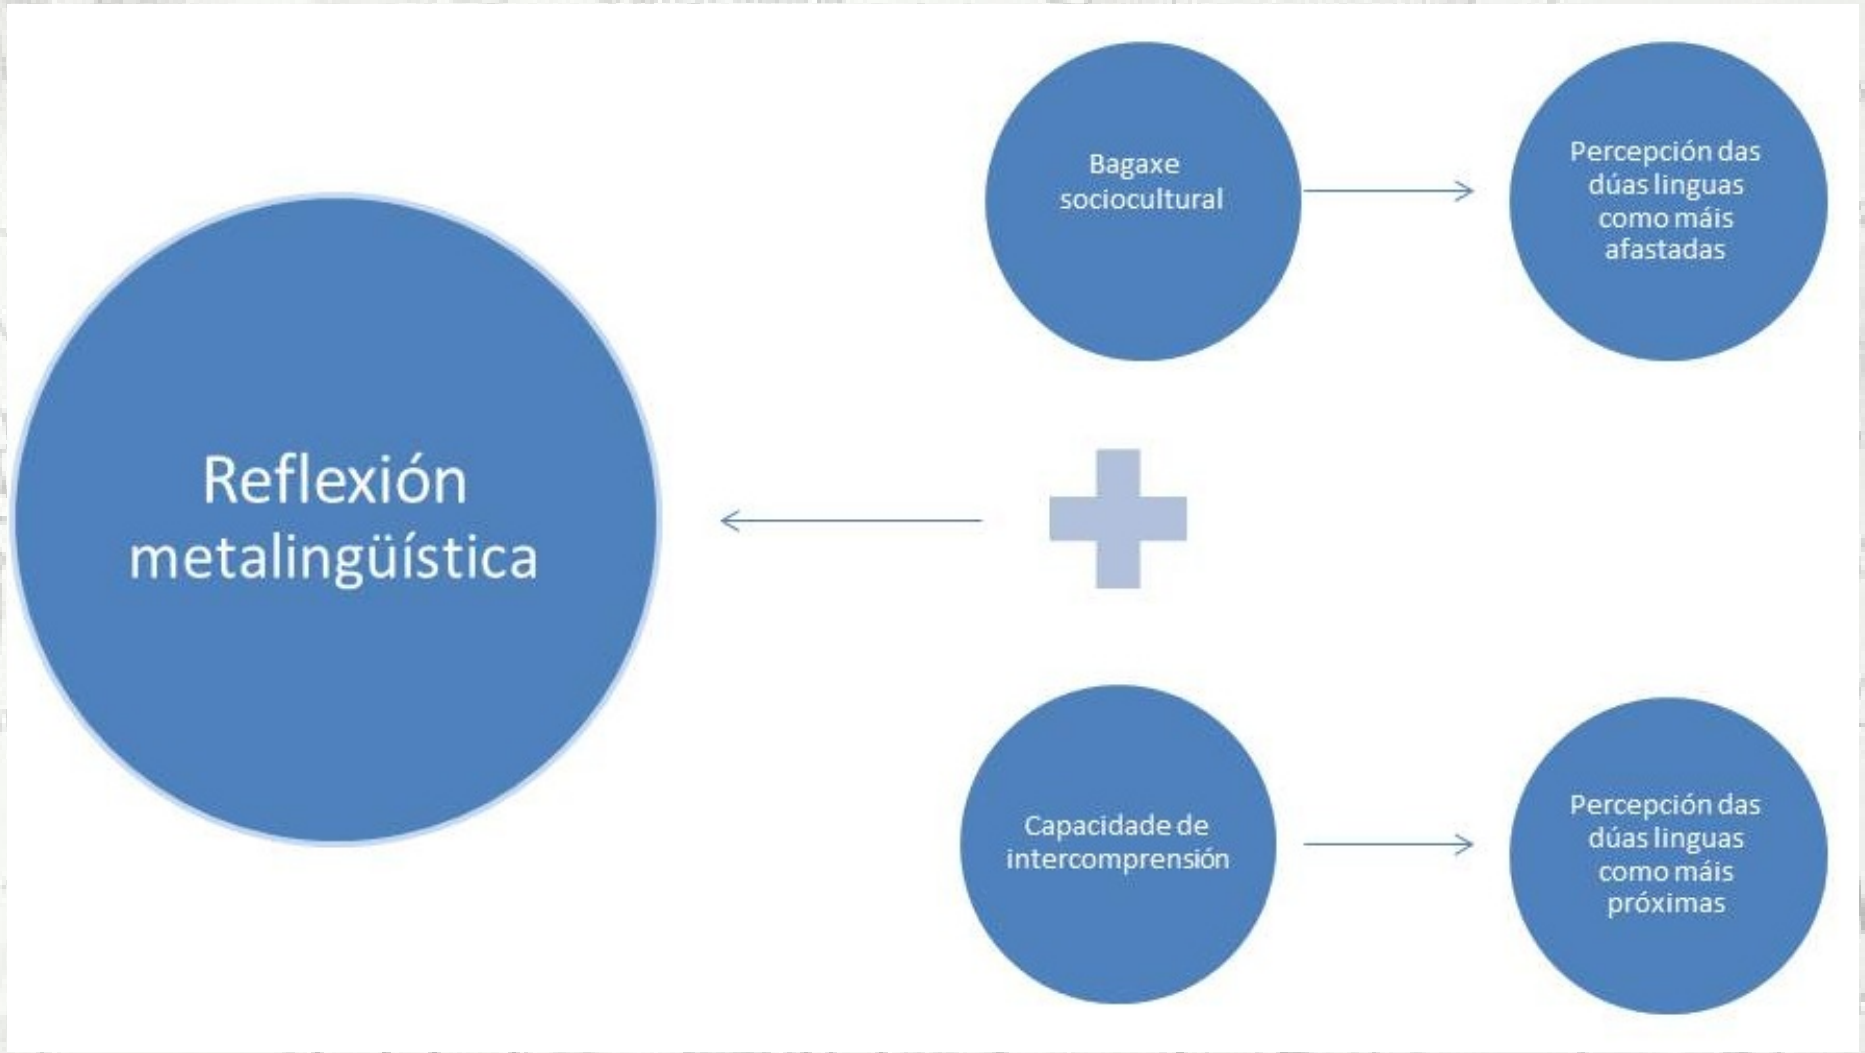 Reflexión
metalingüística
Bagaxe
sociocultural
Percepción das
dúas linguas
como máis
afastadas
Capacidade de
intercomprensión
Percepción das
dúas linguas
como máis
próximas